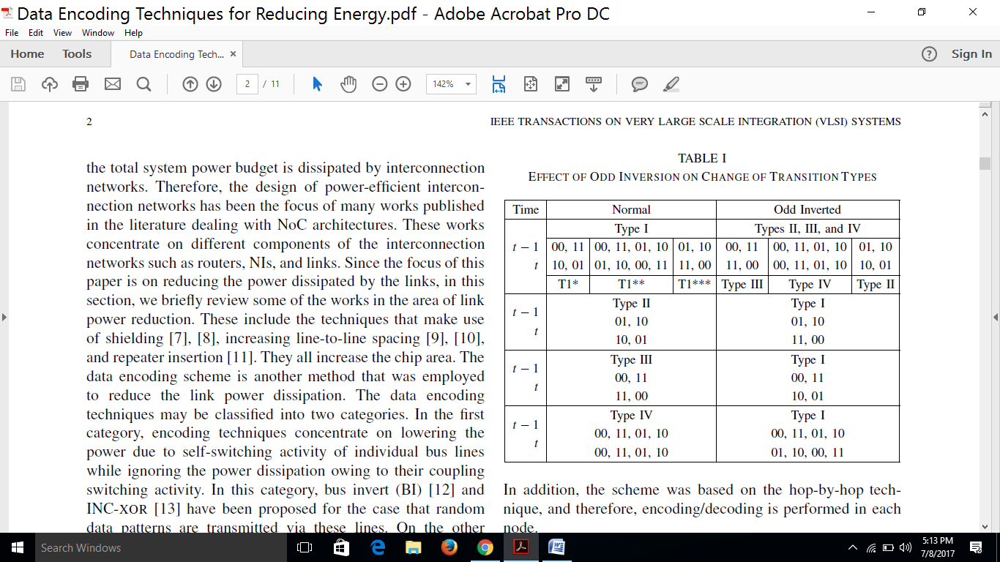 Data Encoding Techniques for Reducing Energy.pdf - Adobe Acrobat Pro DC
File Edit View Window Help
Home Tools Data Encoding Tech... × ? Sign In
2 / 11 142%
2
IEEE TRANSACTIONS ON VERY LARGE SCALE INTEGRATION (VLSI) SYSTEMS
the total system power budget is dissipated by interconnection
networks. Therefore, the design of power-efficient intercon-
nection networks has been the focus of many works published
in the literature dealing with NoC architectures. These works
concentrate on different components of the interconnection
networks such as routers, NIs, and links. Since the focus of this
paper is on reducing the power dissipated by the links, in this
section, we briefly review some of the works in the area of link
power reduction. These include the techniques that make use
of shielding [7], [8], increasing line-to-line spacing [9], [10],
and repeater insertion [11]. They all increase the chip area. The
data encoding scheme is another method that was employed
to reduce the link power dissipation. The data encoding
techniques may be classified into two categories. In the first
category, encoding techniques concentrate on lowering the
power due to self-switching activity of individual bus lines
while ignoring the power dissipation owing to their coupling
switching activity. In this category, bus invert (BI) [12] and
INC-XOR [13] have been proposed for the case that random
data patterns are transmitted via these lines. On the other
TABLE I
EFFECT OF ODD INVERSION ON CHANGE OF TRANSITION TYPES
Time Normal Odd Inverted
Type I Types II, III, and IV
t − 1 00, 11 00, 11, 01, 10 01, 10 00, 11 00, 11, 01, 10 01, 10
t 10, 01 01, 10, 00, 11 11, 00 11, 00 00, 11, 01, 10 10, 01
T1* T1** T1*** Type III Type IV Type II
Type II Type I
t − 1 01, 10 01, 10
t 10, 01 11, 00
Type III Type I
t − 1 00, 11 00, 11
t 11, 00 10, 01
Type IV Type I
t − 1 00, 11, 01, 10 00, 11, 01, 10
t 00, 11, 01, 10 01, 10, 00, 11
In addition, the scheme was based on the hop-by-hop tech-
nique, and therefore, encoding/decoding is performed in each
node.
Search Windows
5:13 PM
7/8/2017